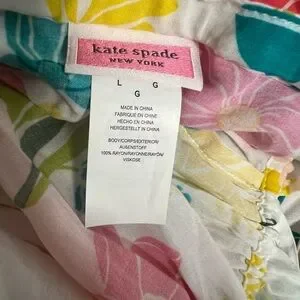 kate spade
NEW YORK
L G
G
MADE IN CHINA
FABRIQUE EN CHINE
HECHO EN CHINA
HERGESTELLT IN CHINA
BODY/CORPS/EXTERIOR/
AUßENSTOFF
100% RAYON/RAYONNE/RAYÓN/
VISKOSE